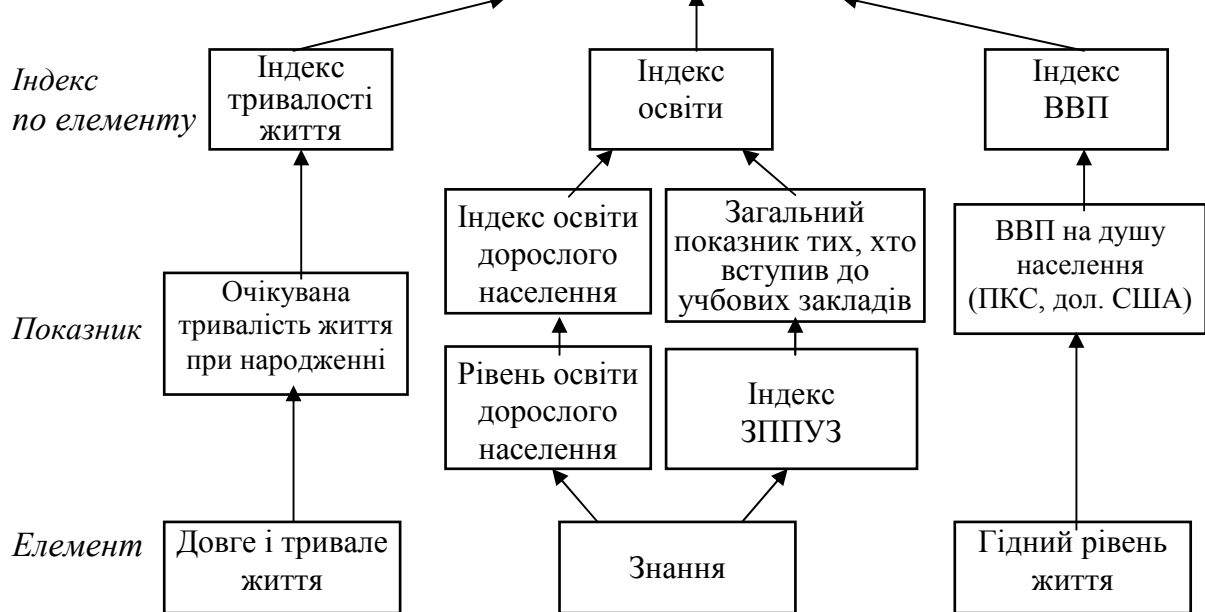 Індекс
по елементу
Індекс
тривалості
життя
Індекс
освіти
Індекс
ВВП
Індекс освіти
дорослого
населення
Загальний
показник тих, хто
вступив до
учбових закладів
ВВП на душу
населення
(ПКС, дол. США)
Показник
Очікувана
тривалість життя
при народженні
Рівень освіти
дорослого
населення
Індекс
ЗППУЗ
Елемент
Довге і тривале
життя
Знання
Гідний рівень
життя